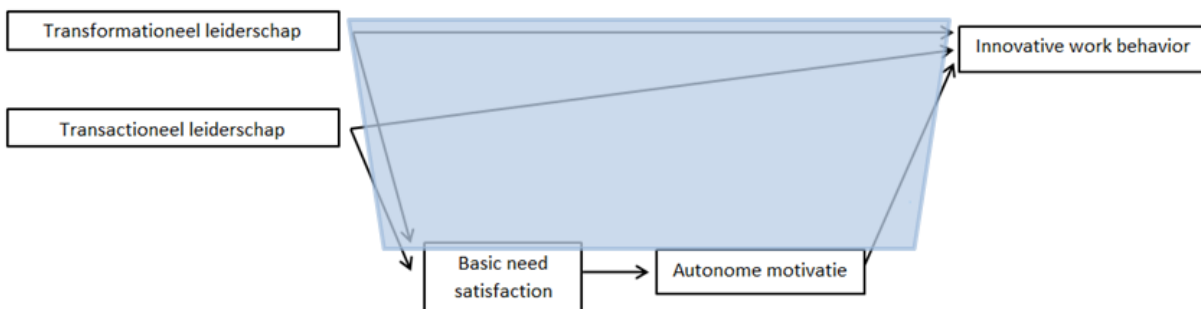 Transformationeel leiderschap
Innovative work behavior
Transactioneel leiderschap
Basic need
satisfaction
Autonome motivatie